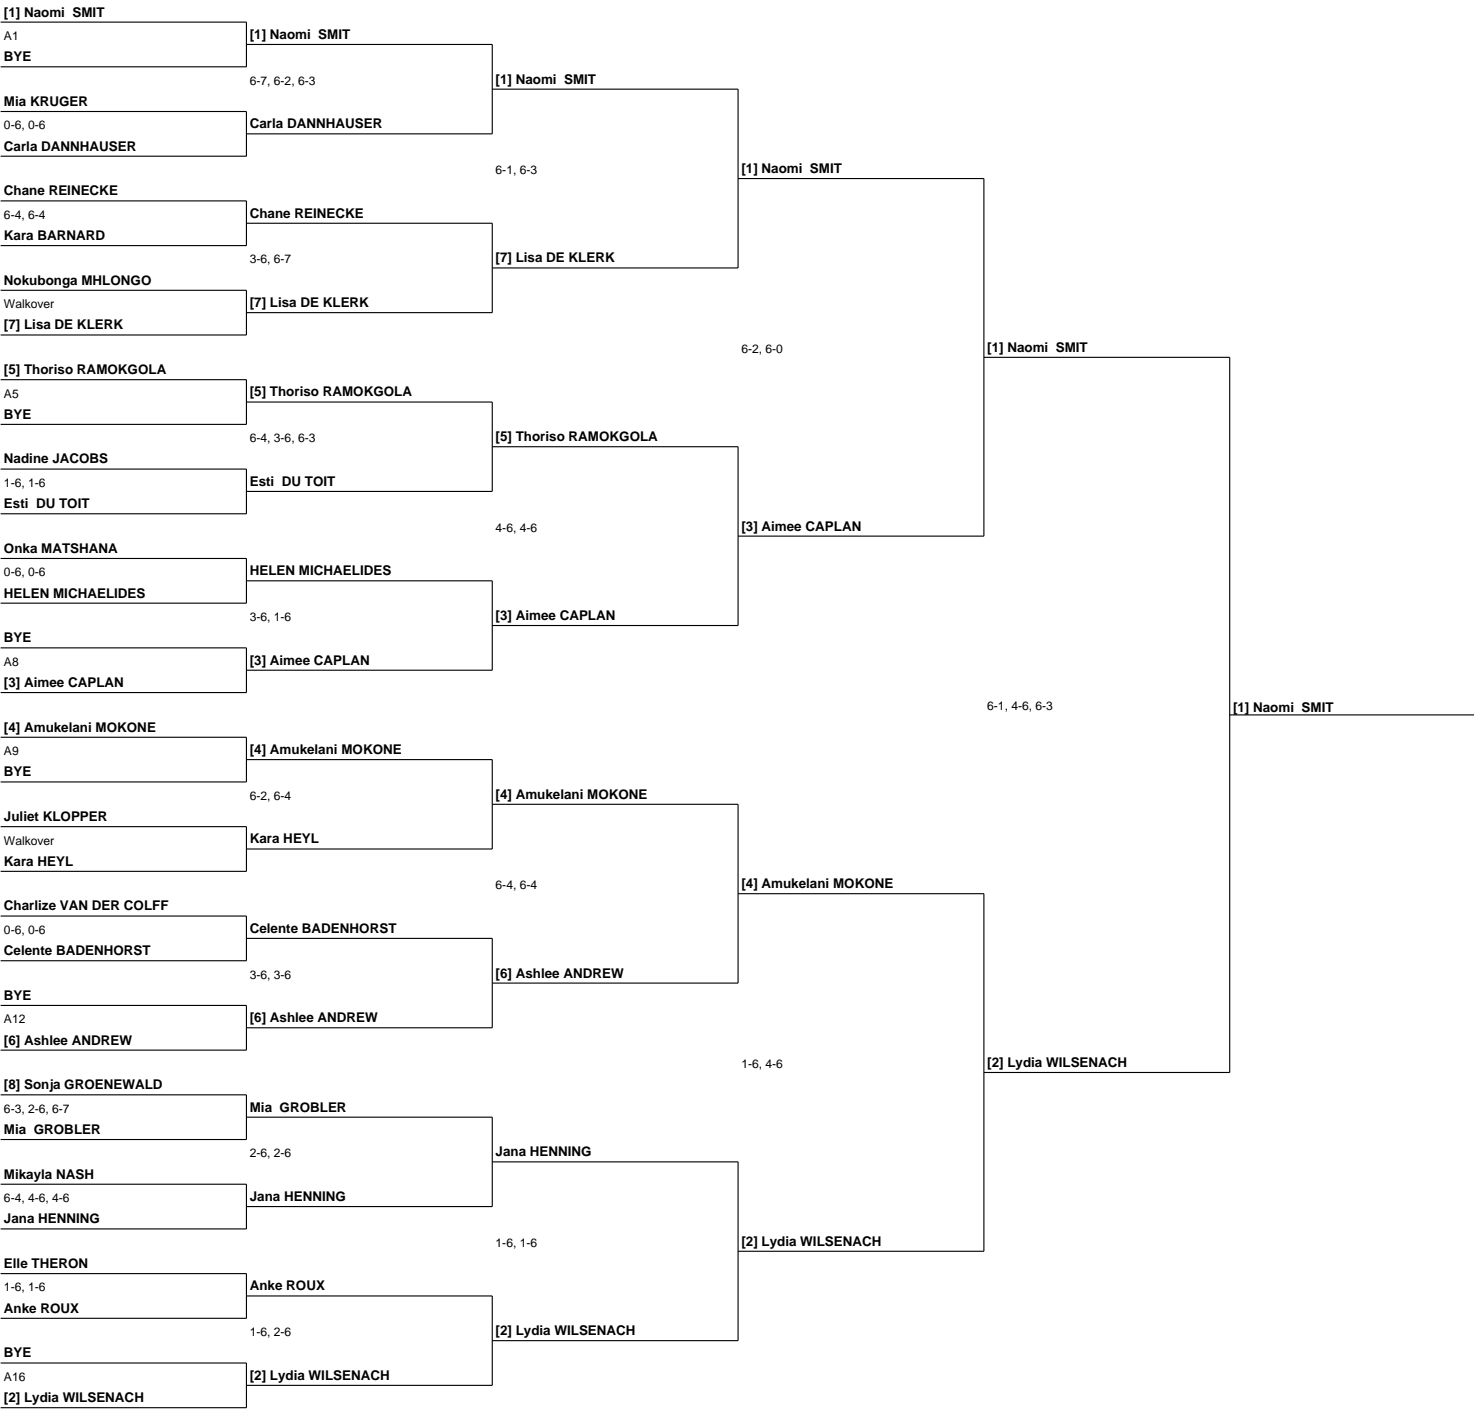 [1] Naomi  SMIT
A1
BYE
Mia KRUGER
0-6, 0-6
Carla DANNHAUSER
Chane REINECKE
6-4, 6-4
Kara BARNARD
Nokubonga MHLONGO
Walkover
[7] Lisa DE KLERK
[5] Thoriso RAMOKGOLA
A5
BYE
Nadine JACOBS
1-6, 1-6
Esti  DU TOIT
Onka MATSHANA
0-6, 0-6
HELEN MICHAELIDES
BYE
A8
[3] Aimee CAPLAN
[4] Amukelani MOKONE
A9
BYE
Juliet KLOPPER
Walkover
Kara HEYL
Charlize VAN DER COLFF
0-6, 0-6
Celente BADENHORST
BYE
A12
[6] Ashlee ANDREW
[8] Sonja GROENEWALD
6-3, 2-6, 6-7
Mia  GROBLER
Mikayla NASH
6-4, 4-6, 4-6
Jana HENNING
Elle THERON
1-6, 1-6
Anke ROUX
BYE
A16
[2] Lydia WILSENACH
[1] Naomi  SMIT
6-7, 6-2, 6-3
Carla DANNHAUSER
Chane REINECKE
3-6, 6-7
[7] Lisa DE KLERK
[5] Thoriso RAMOKGOLA
6-4, 3-6, 6-3
Esti  DU TOIT
HELEN MICHAELIDES
3-6, 1-6
[3] Aimee CAPLAN
[4] Amukelani MOKONE
6-2, 6-4
Kara HEYL
Celente BADENHORST
3-6, 3-6
[6] Ashlee ANDREW
Mia  GROBLER
2-6, 2-6
Jana HENNING
Anke ROUX
1-6, 2-6
[2] Lydia WILSENACH
[1] Naomi  SMIT
6-1, 6-3
[7] Lisa DE KLERK
[5] Thoriso RAMOKGOLA
4-6, 4-6
[3] Aimee CAPLAN
[4] Amukelani MOKONE
6-4, 6-4
[6] Ashlee ANDREW
Jana HENNING
1-6, 1-6
[2] Lydia WILSENACH
[1] Naomi  SMIT
6-2, 6-0
[3] Aimee CAPLAN
[4] Amukelani MOKONE
1-6, 4-6
[2] Lydia WILSENACH
[1] Naomi  SMIT
6-1, 4-6, 6-3
[2] Lydia WILSENACH
[1] Naomi  SMIT